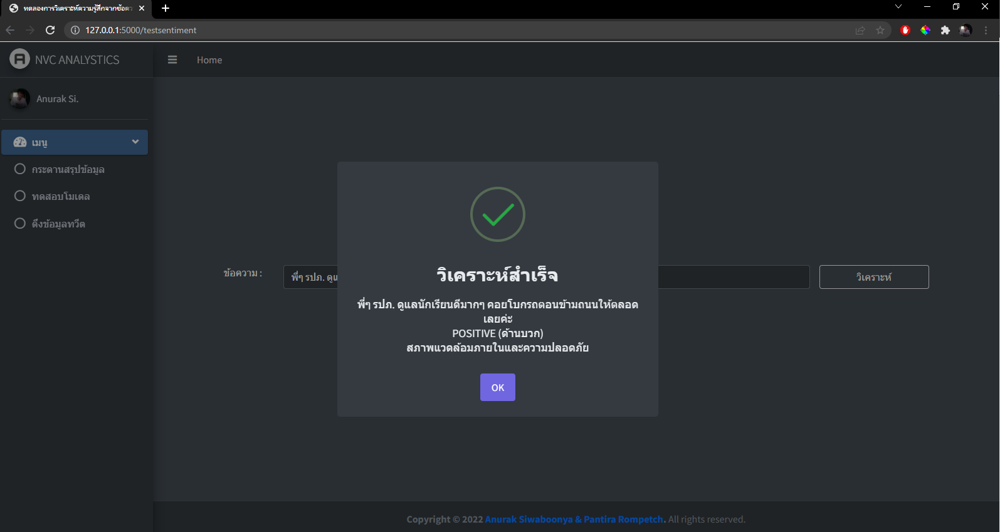 ทดลองการวิเคราะห์ความรู้สึกจากข้อคว
127.0.0.1:5000/testsentiment
NVC ANALYSTICS
Home
Anurak Si.
เมนู
กระดานสรุปข้อมูล
ทดสอบโมเดล
ดึงข้อมูลทวีต
ข้อความ :
พี่ๆ รปภ. ดูแ
วิเคราะห์
วิเคราะห์สำเร็จ
พี่ๆ รปภ. ดูแลนักเรียนดีมากๆ คอยโบกรถตอนข้ามถนนให้ตลอด
เลยค่ะ
POSITIVE (ด้านบวก)
สภาพแวดล้อมภายในและความปลอดภัย
OK
Copyright © 2022 Anurak Siwaboonya & Pantira Rompetch. All rights reserved.